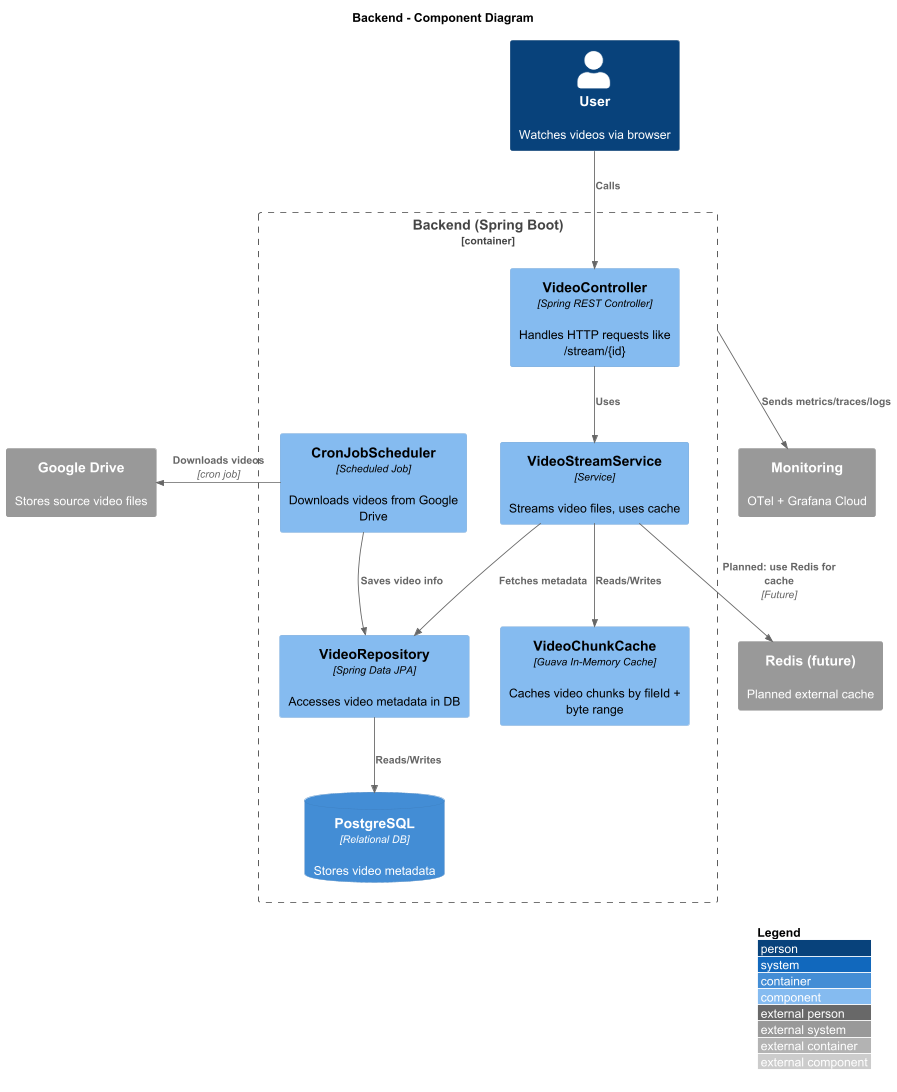 Backend - Component Diagram
User
Watches videos via browser
Calls
Backend (Spring Boot)
[container]
VideoController
[Spring REST Controller]
Handles HTTP requests like
/stream/{id}
Uses
Sends metrics/traces/logs
Google Drive
Stores source video files
Downloads videos
[cron job]
CronJobScheduler
[Scheduled Job]
Downloads videos from Google
Drive
VideoStreamService
[Service]
Streams video files, uses cache
Monitoring
OTel + Grafana Cloud
Saves video info
Fetches metadata
Reads/Writes
Planned: use Redis for
cache
[Future]
VideoRepository
[Spring Data JPA]
Accesses video metadata in DB
VideoChunkCache
[Guava In-Memory Cache]
Caches video chunks by fileId +
byte range
Redis (future)
Planned external cache
Reads/Writes
PostgreSQL
[Relational DB]
Stores video metadata
Legend
person
system
container
component
external person
external system
external container
external component